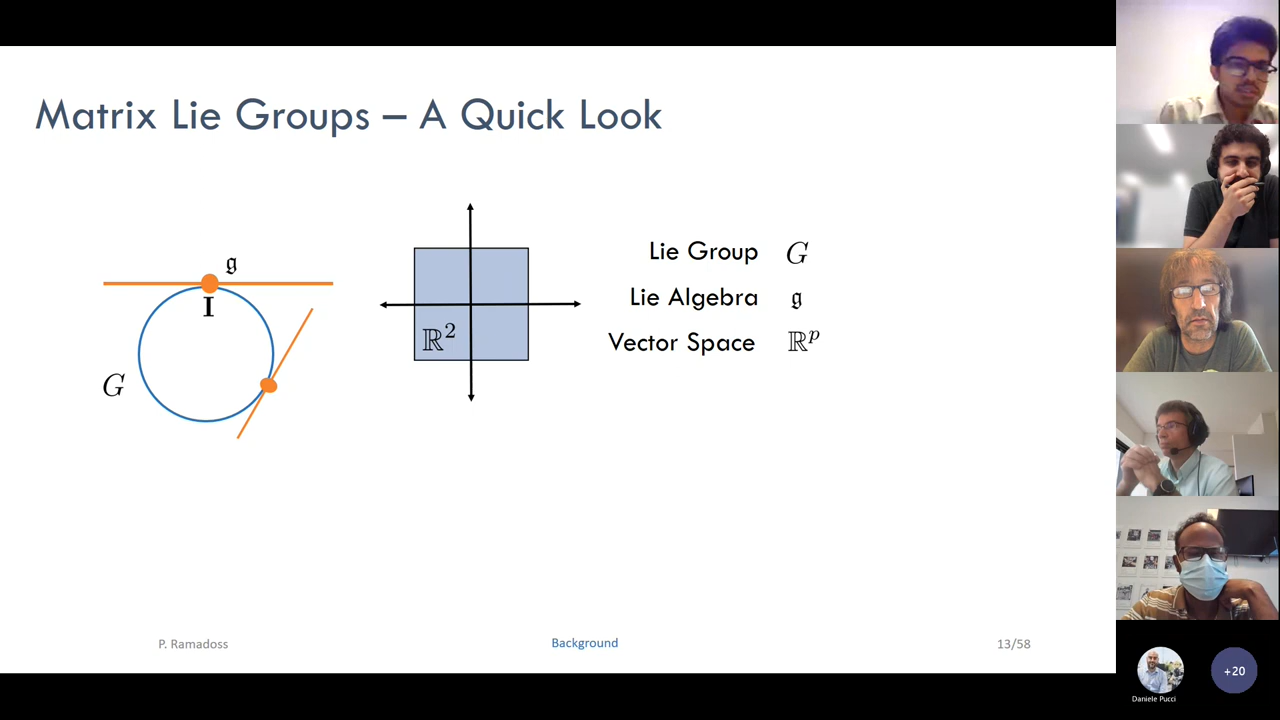 Matrix Lie Groups – A Quick Look
𝔤
I
G
ℝ²
Lie Group G
Lie Algebra 𝔤
Vector Space ℝᵖ
P. Ramadoss
Background
13/58
+20
Daniele Pucci